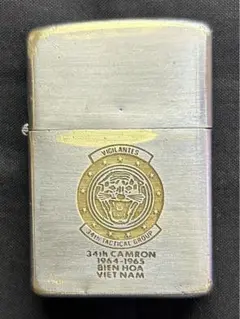 VIGILANTES
34th TACTICAL GROUP
34th CAMRON
1964-1965
BIEN HOA
VIET NAM